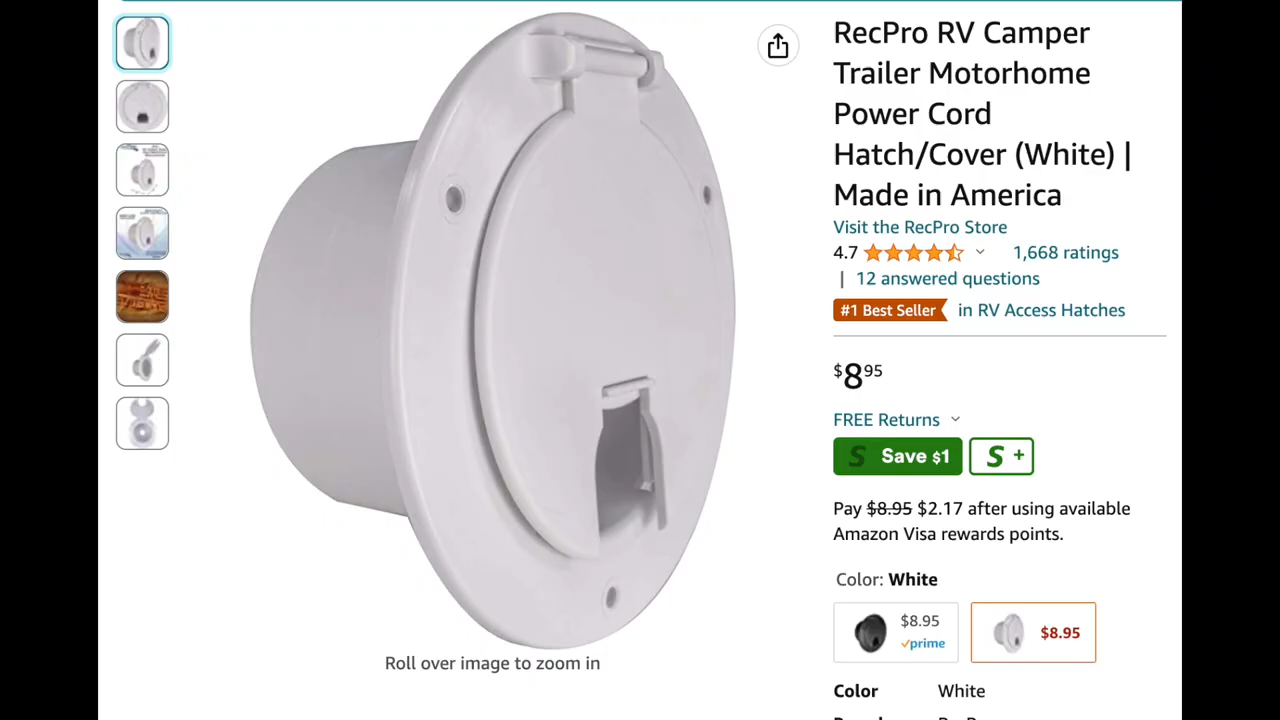 RecPro RV Camper
Trailer Motorhome
Power Cord
Hatch/Cover (White) |
Made in America
Visit the RecPro Store
4.7 1,668 ratings
| 12 answered questions
#1 Best Seller in RV Access Hatches
$8 95
FREE Returns
S Save $1 S +
Pay $8.95 $2.17 after using available
Amazon Visa rewards points.
Color: White
$8.95
prime
$8.95
Color White
Roll over image to zoom in